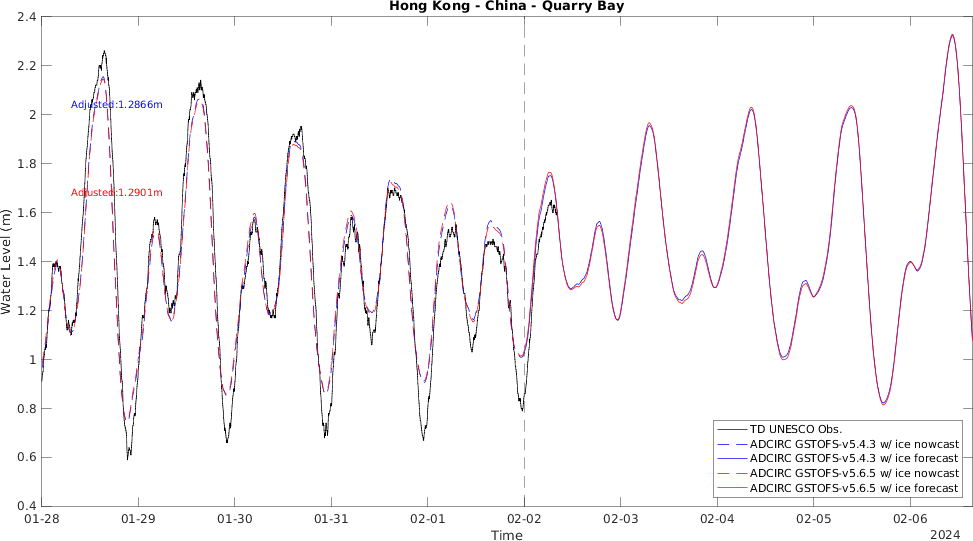 Hong Kong - China - Quarry Bay
2.4
2.2
2
1.8
1.6
1.4
1.2
1
0.8
0.6
0.4
Water Level (m)
Adjusted:1.2866m
Adjusted:1.2901m
TD UNESCO Obs.
ADCIRC GSTOFS-v5.4.3 w/ ice nowcast
ADCIRC GSTOFS-v5.4.3 w/ ice forecast
ADCIRC GSTOFS-v5.6.5 w/ ice nowcast
ADCIRC GSTOFS-v5.6.5 w/ ice forecast
01-28 01-29 01-30 01-31 02-01 02-02 02-03 02-04 02-05 02-06
Time
2024